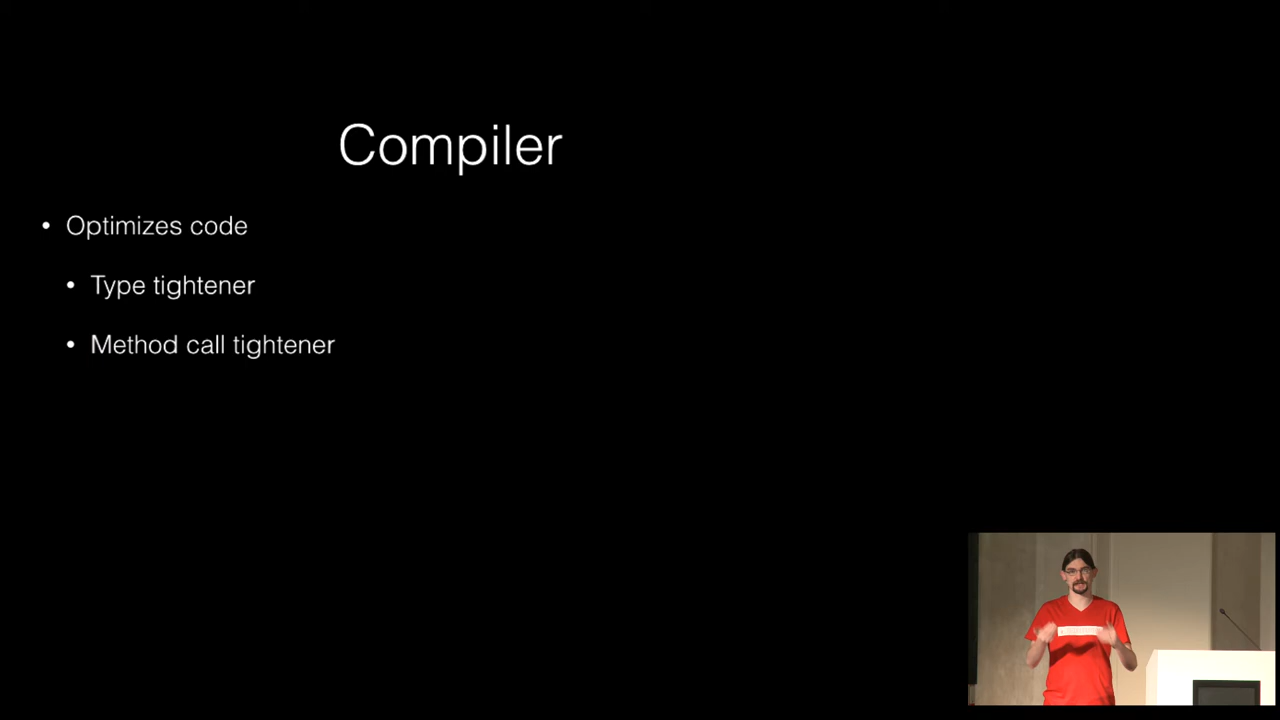 Compiler
• Optimizes code
• Type tightener
• Method call tightener